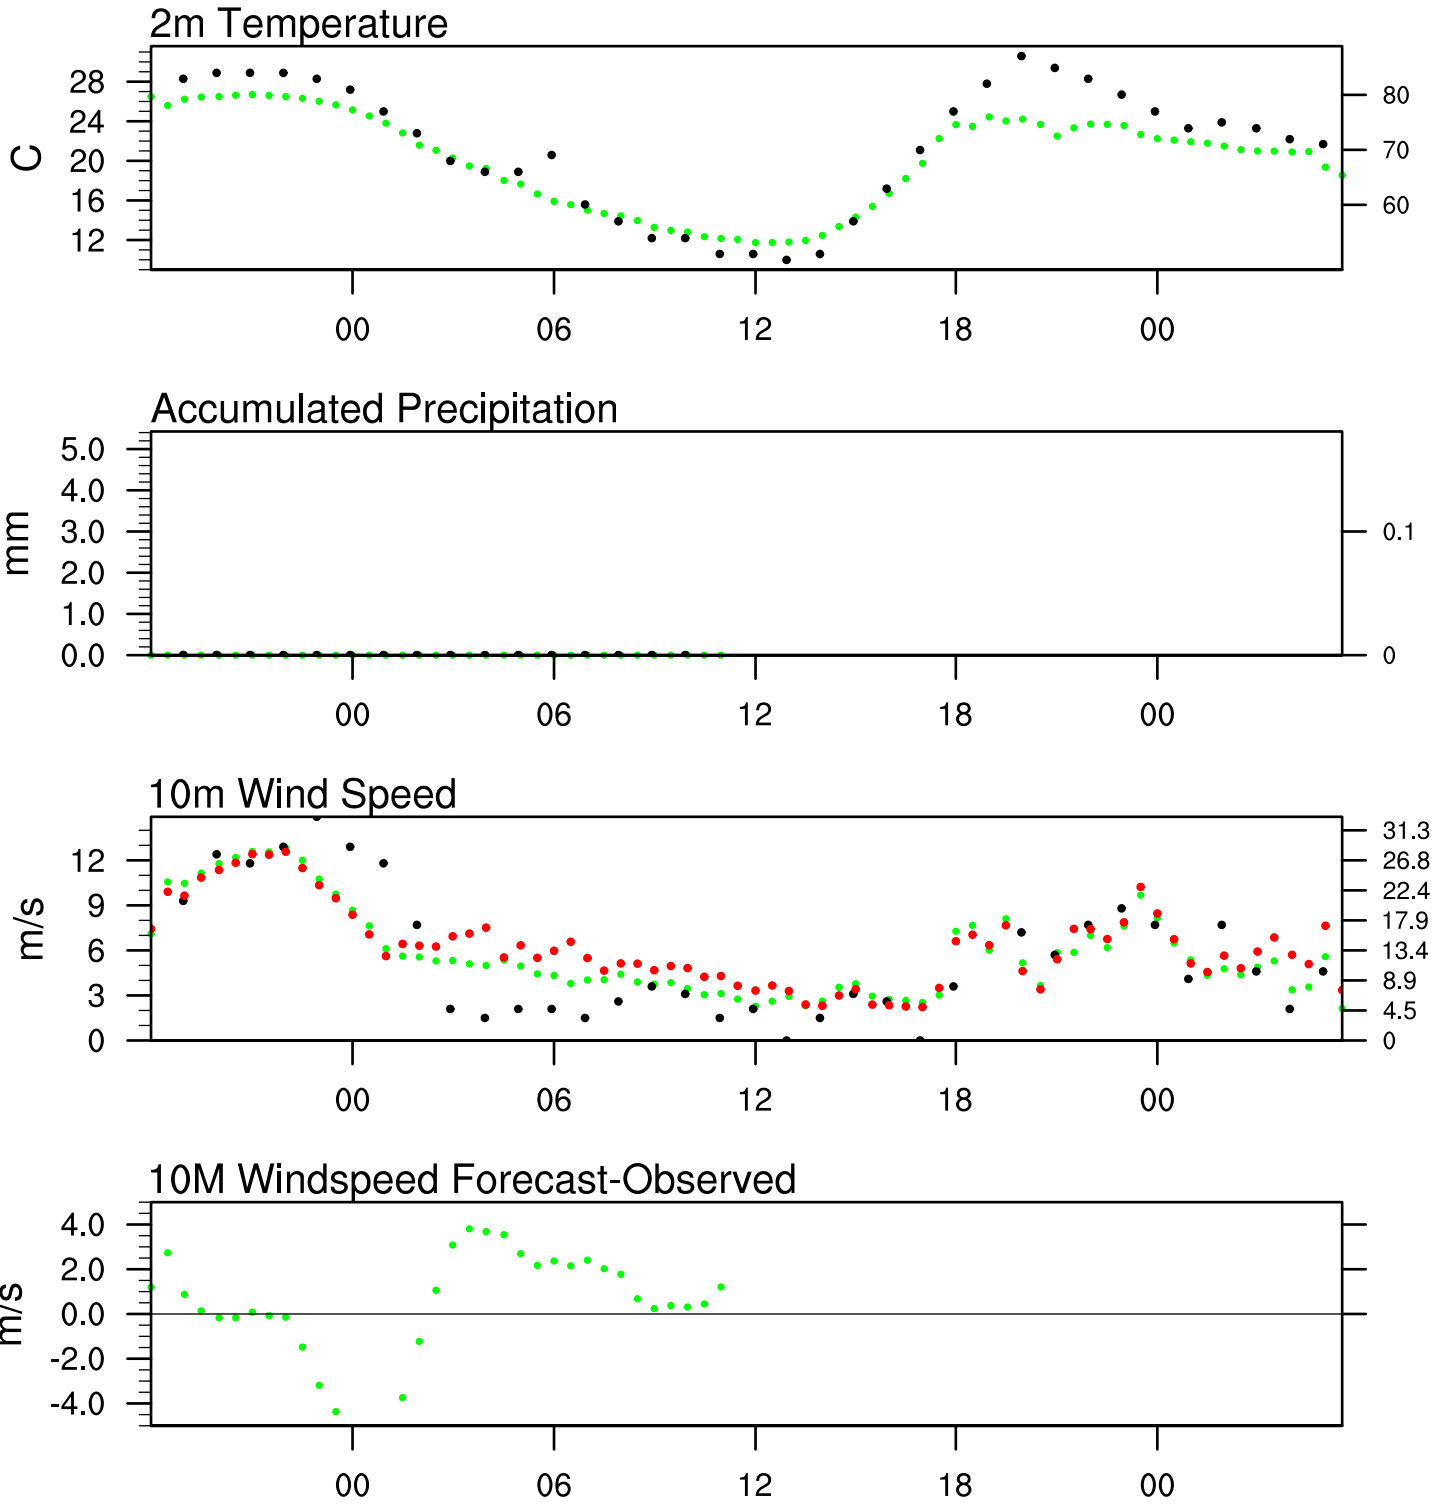 2m Temperature
28
24
20
16
12
C
80
70
60
00 06 12 18 00
Accumulated Precipitation
5.0
4.0
3.0
2.0
1.0
0.0
mm
0.1
0
00 06 12 18 00
10m Wind Speed
12
9
6
3
0
m/s
31.3
26.8
22.4
17.9
13.4
8.9
4.5
0
00 06 12 18 00
10M Windspeed Forecast-Observed
4.0
2.0
0.0
-2.0
-4.0
m/s
00 06 12 18 00